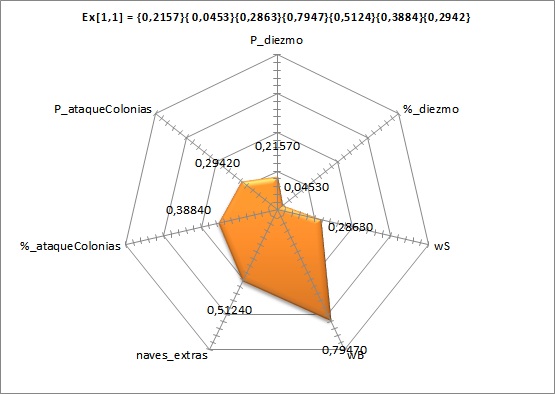 Ex[1,1] = {0,2157}{ 0,0453}{0,2863}{0,7947}{0,5124}{0,3884}{0,2942}
P_diezmo
P_ataqueColonias
%_diezmo
0,21570
0,29420
0,04530
0,38840
0,28630
%_ataqueColonias
wS
0,51240
0,79470
naves_extras
wB